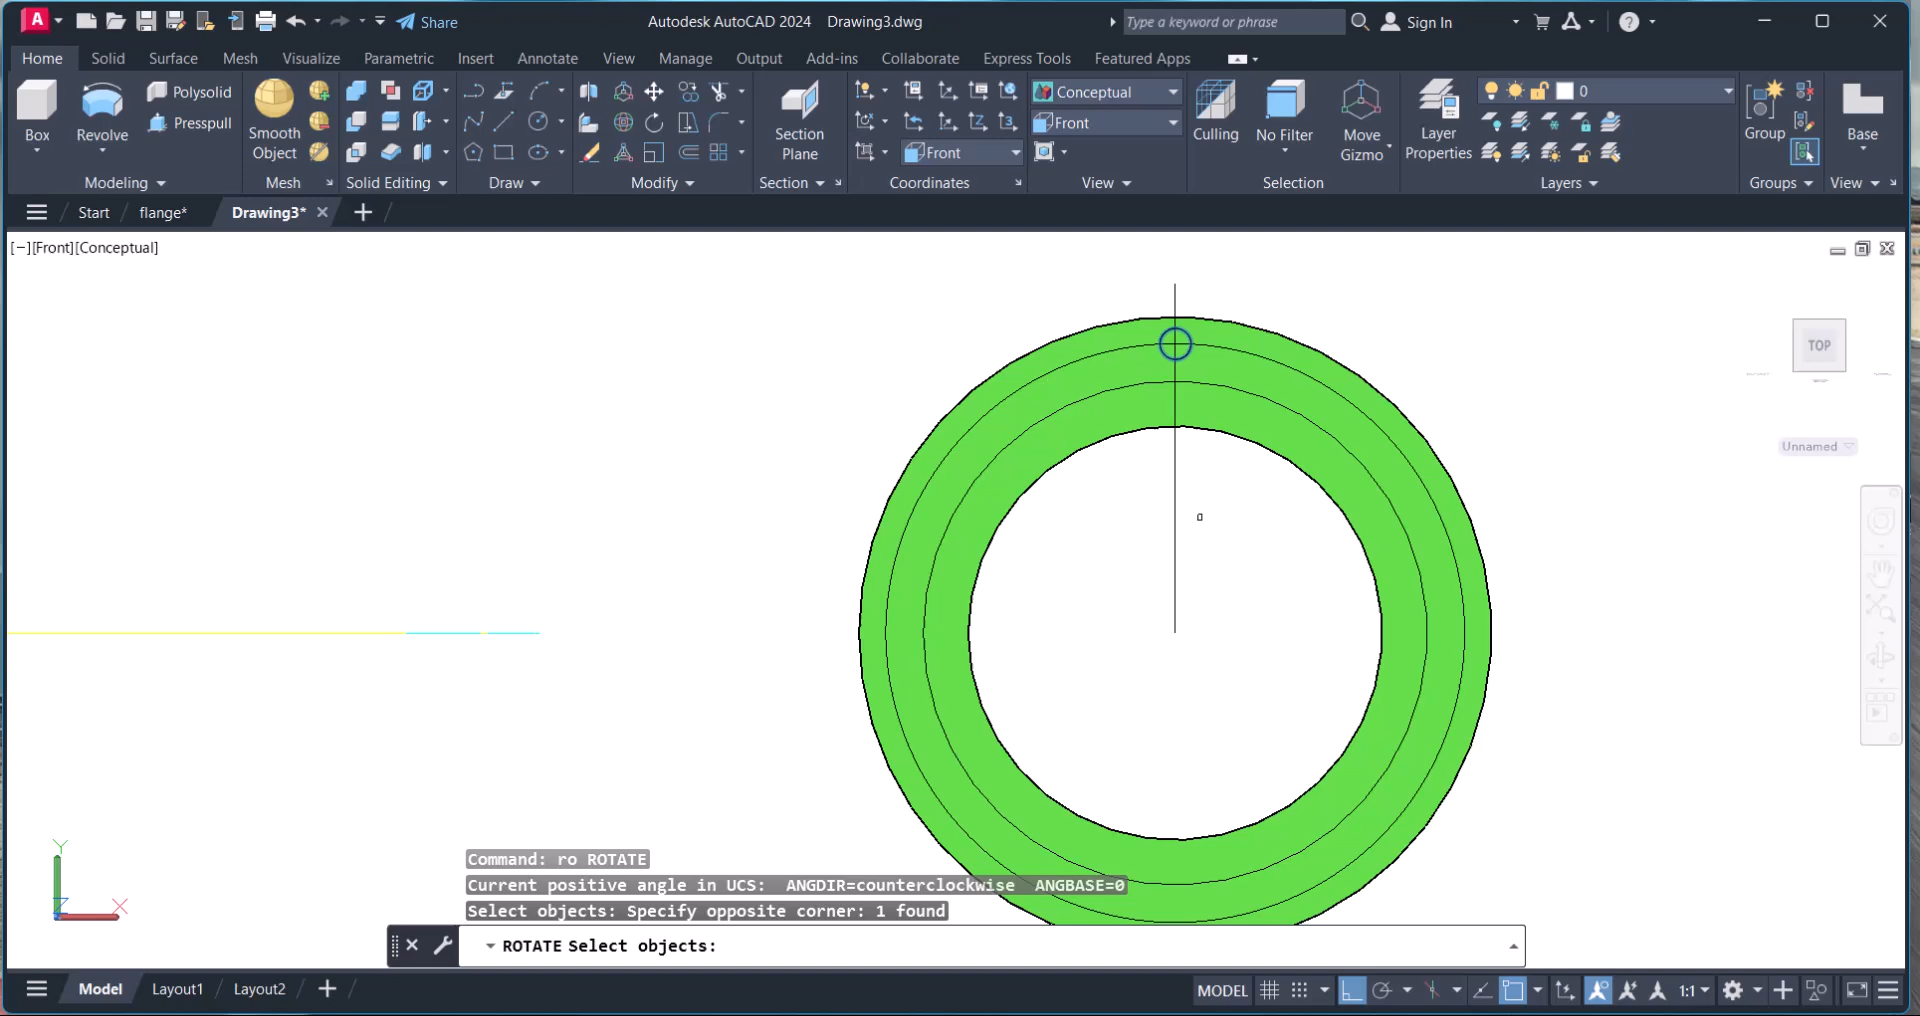 A Share Autodesk AutoCAD 2024 Drawing3.dwg Type a keyword or phrase Sign In
Home Solid Surface Mesh Visualize Parametric Insert Annotate View Manage Output Add-ins Collaborate Express Tools Featured Apps
Box Revolve Polysolid Presspull Smooth Object Section Plane Conceptual Front Front Culling No Filter Move Gizmo Layer Properties 0 Group Base
Modeling Mesh Solid Editing Draw Modify Section Coordinates View Selection Layers Groups View
Start flange* Drawing3*
[−][Front][Conceptual]
TOP
Unnamed
Y
Z
X
Command: ro ROTATE
Current positive angle in UCS: ANGDIR=counterclockwise ANGBASE=0
Select objects: Specify opposite corner: 1 found
ROTATE Select objects:
Model Layout1 Layout2 MODEL 1:1